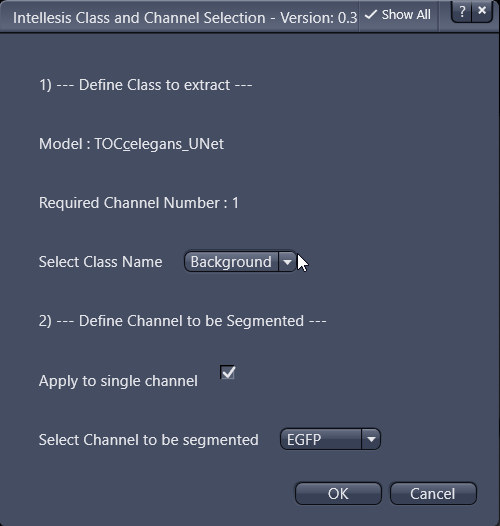 Intellesis Class and Channel Selection - Version: 0.3
Show All
? ×
1) --- Define Class to extract ---
Model : TOCcelegans_UNet
Required Channel Number : 1
Select Class Name Background
2) --- Define Channel to be Segmented ---
Apply to single channel
Select Channel to be segmented EGFP
OK Cancel